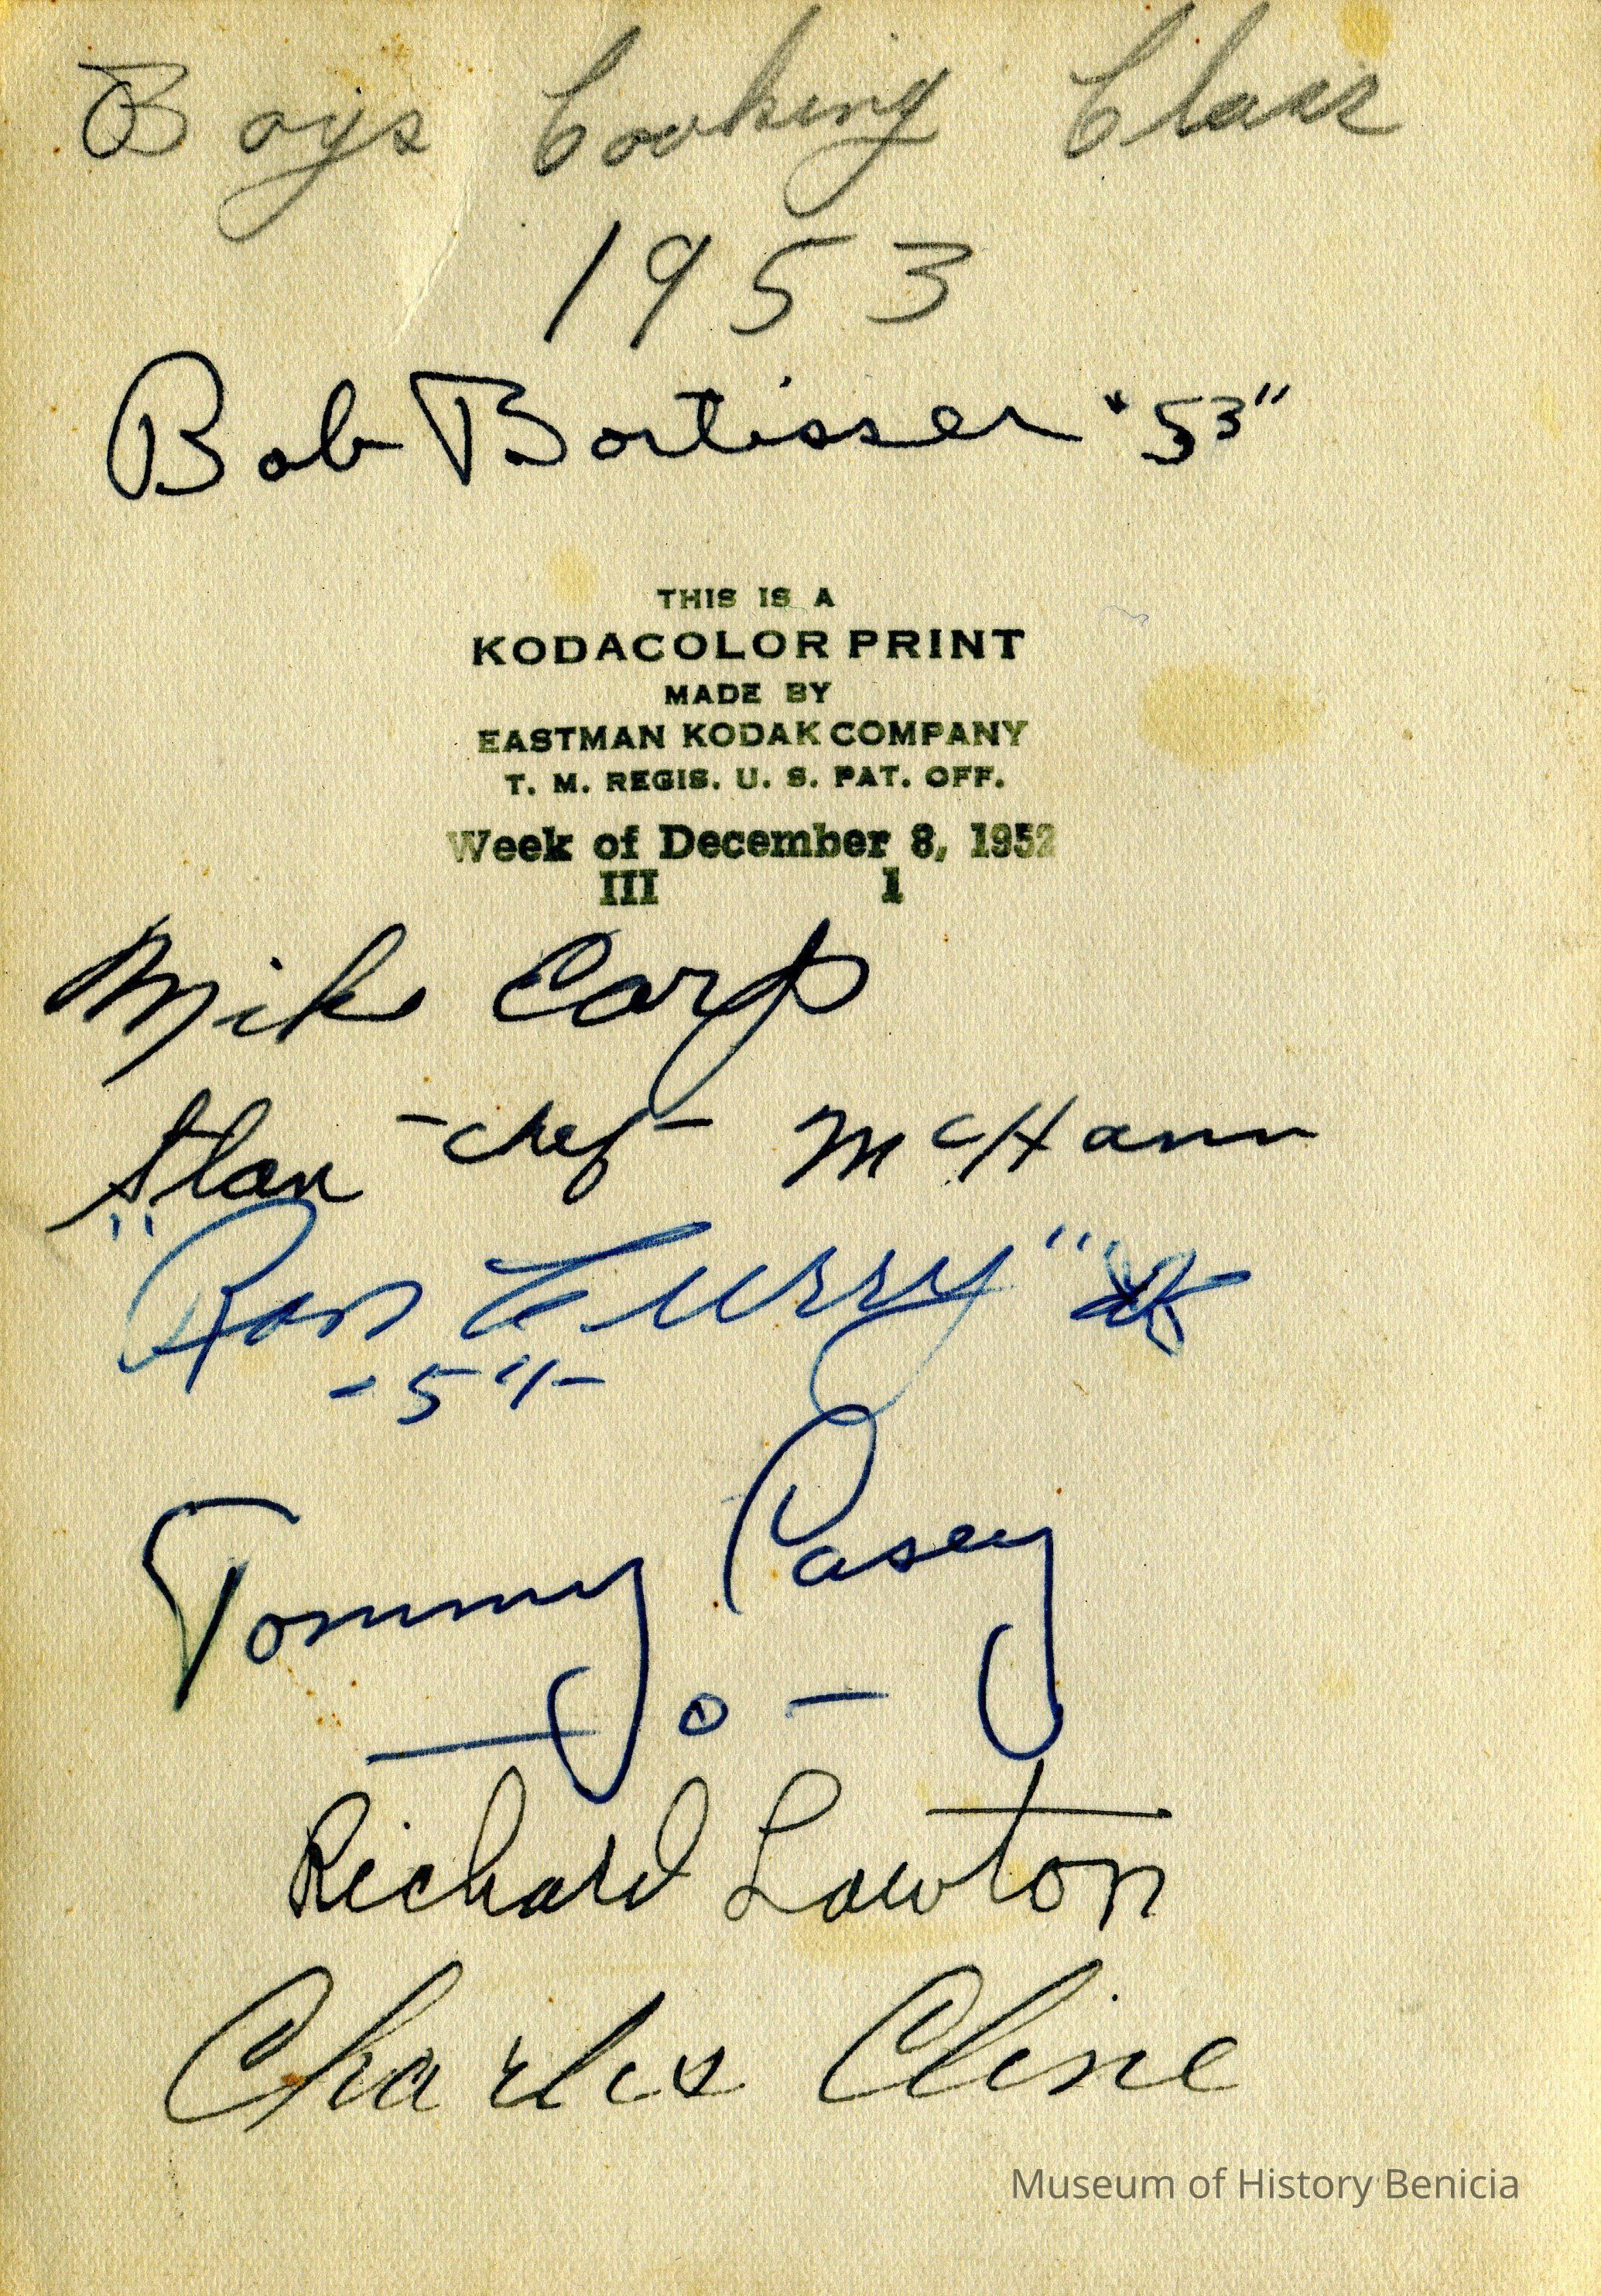 Boys Cooking Class
1953
Bob Bortisser "53"
THIS IS A
KODACOLOR PRINT
MADE BY
EASTMAN KODAK COMPANY
T. M. REGIS. U. S. PAT. OFF.
Week of December 8, 1952
III 1
Mike Carp
Stan -chef- McHann
"Ron Curry"
Tommy Casey
Richard Lawton
Charles Cline
Museum of History Benicia